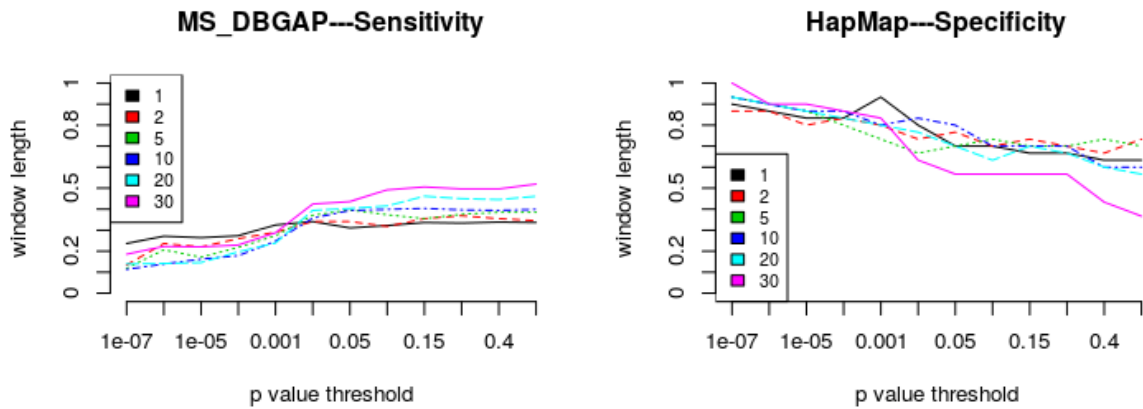 MS_DBGAP---Sensitivity
window length
0 0.2 0.5 0.8 1
1
2
5
10
20
30
1e-07 1e-05 0.001 0.05 0.15 0.4
p value threshold
HapMap---Specificity
window length
0 0.2 0.5 0.8 1
1
2
5
10
20
30
1e-07 1e-05 0.001 0.05 0.15 0.4
p value threshold